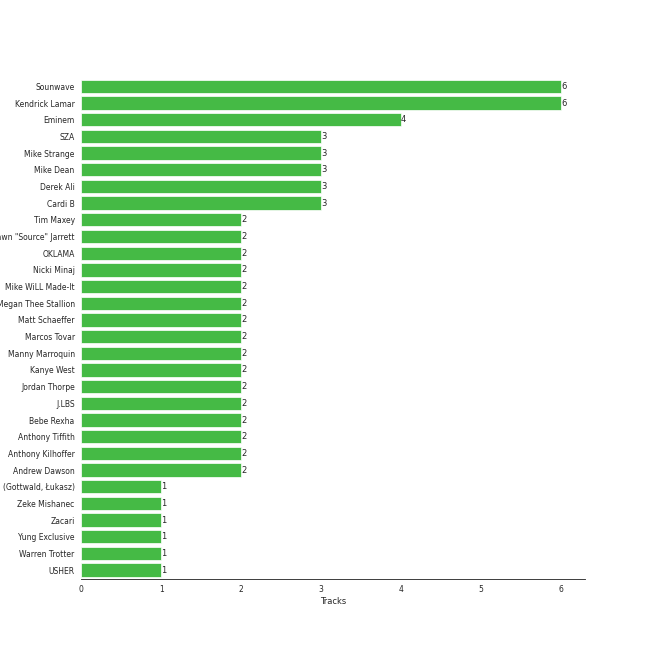 Sounwave 6
Kendrick Lamar 6
Eminem 4
SZA 3
Mike Strange 3
Mike Dean 3
Derek Ali 3
Cardi B 3
Tim Maxey 2
"Source" Jarrett 2
OKLAMA 2
Nicki Minaj 2
Mike WiLL Made-It 2
Megan Thee Stallion 2
Matt Schaeffer 2
Marcos Tovar 2
Manny Marroquin 2
Kanye West 2
Jordan Thorpe 2
J.LBS 2
Bebe Rexha 2
Anthony Tiffith 2
Anthony Kilhoffer 2
Andrew Dawson 2
(Gottwald, Łukasz) 1
Zeke Mishanec 1
Zacari 1
Yung Exclusive 1
Warren Trotter 1
USHER 1
0 1 2 3 4 5 6
Tracks